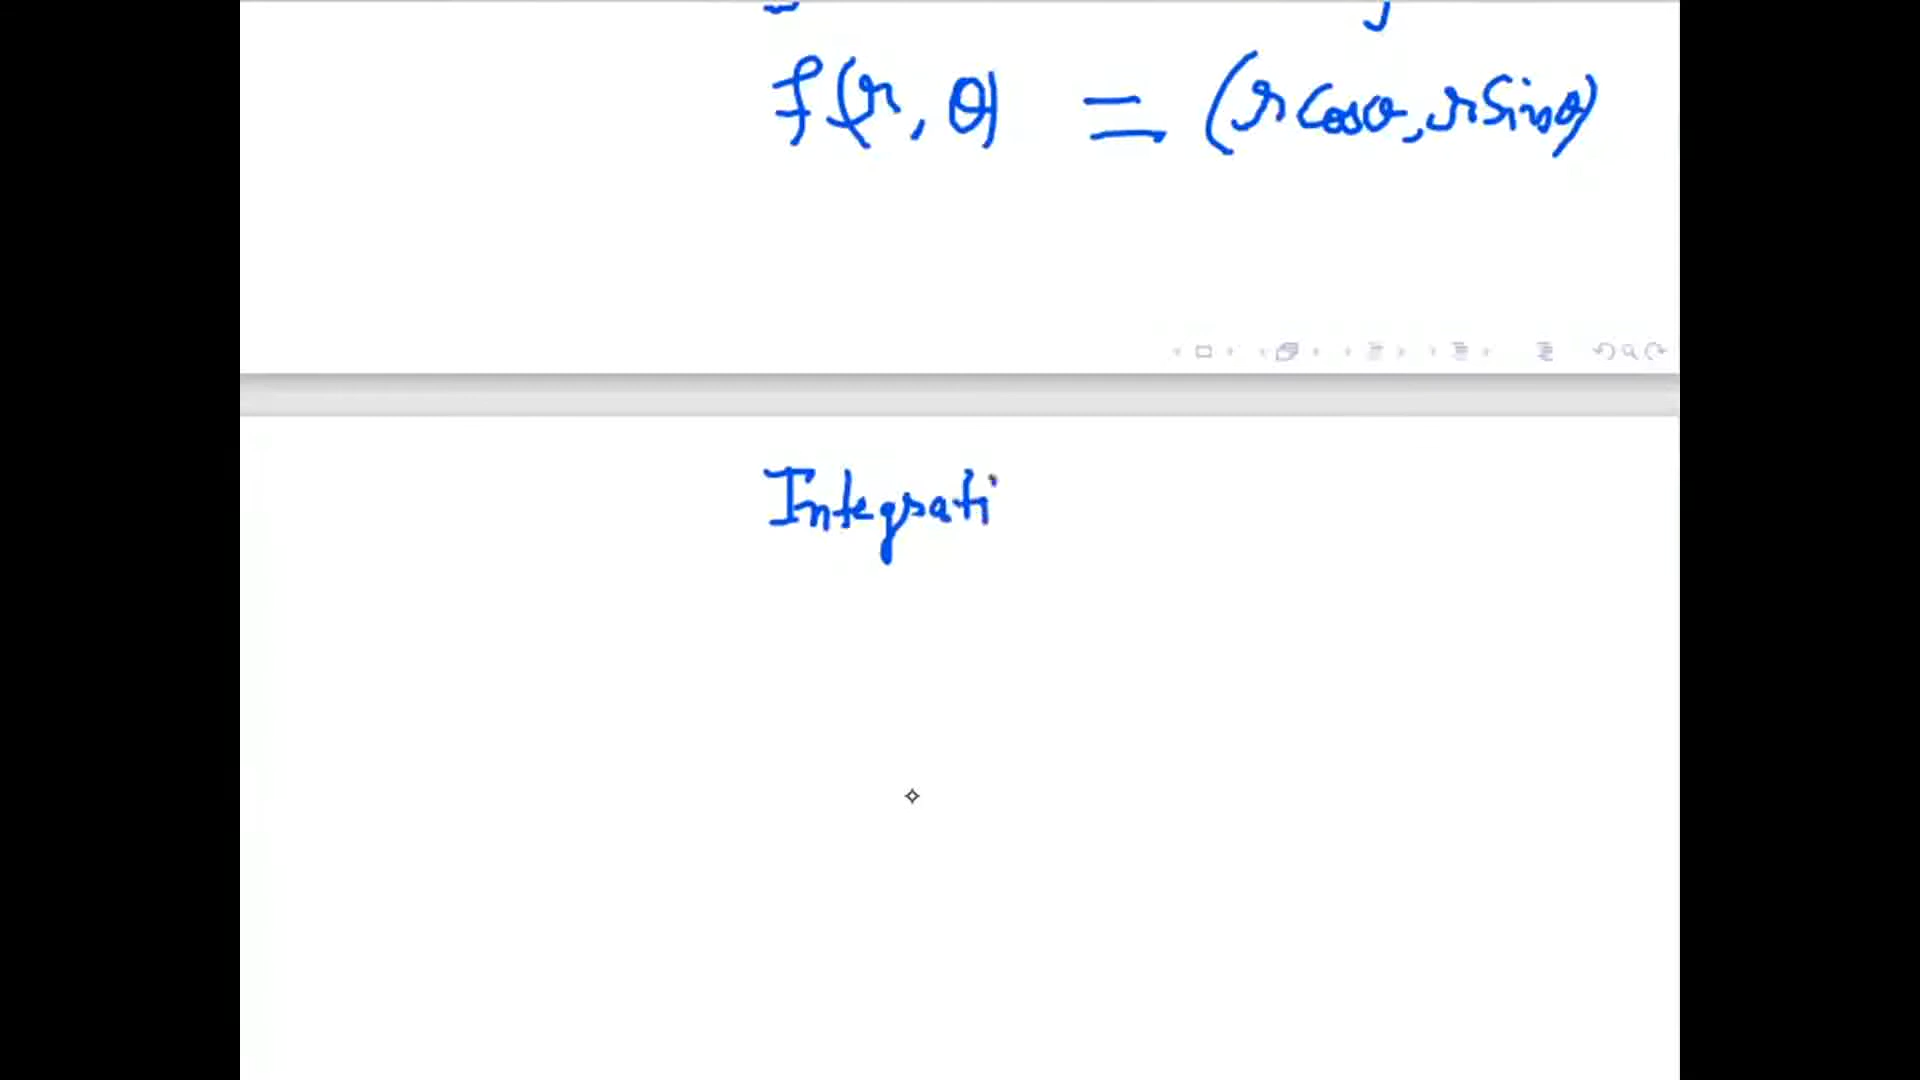 f(r, θ) = (r Cosθ, r Sinθ)
Integrati